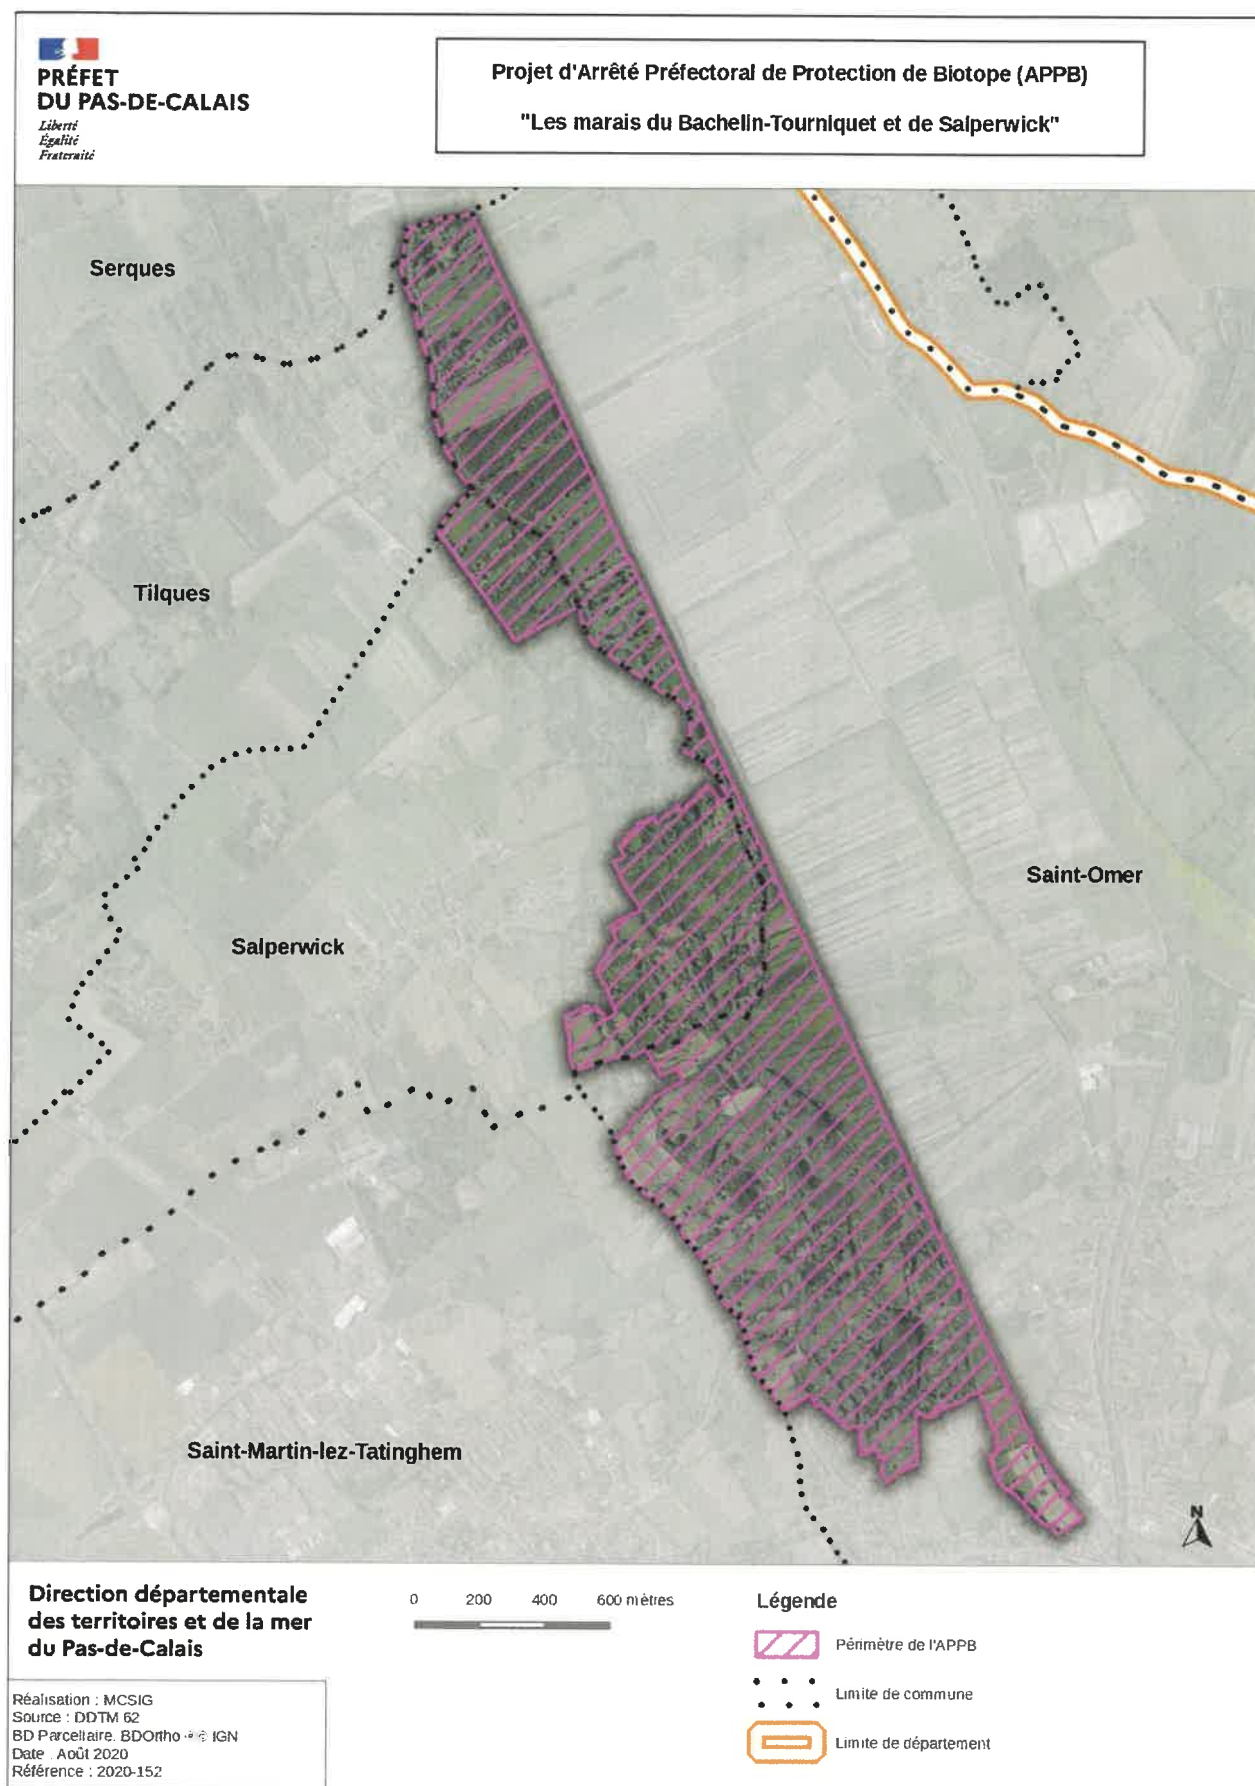 PRÉFET
DU PAS-DE-CALAIS
Liberté
Égalité
Fraternité
Projet d'Arrêté Préfectoral de Protection de Biotope (APPB)
"Les marais du Bachelin-Tourniquet et de Salperwick"
Serques
Tilques
Saint-Omer
Salperwick
Saint-Martin-lez-Tatinghem
N
Direction départementale
des territoires et de la mer
du Pas-de-Calais
0 200 400 600 mètres
Légende
Périmètre de l'APPB
Limite de commune
Limite de département
Réalisation : MCSIG
Source : DDTM 62
BD Parcellaire, BDOrtho © IGN
Date : Août 2020
Référence : 2020-152